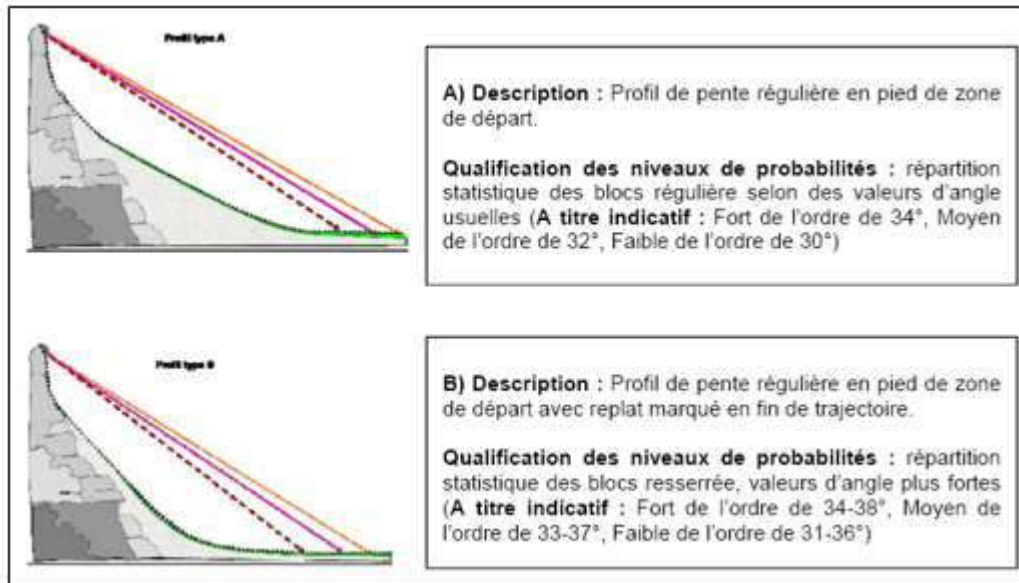 Profil type A
A) Description : Profil de pente régulière en pied de zone
de départ.
Qualification des niveaux de probabilités : répartition
statistique des blocs régulière selon des valeurs d'angle
usuelles (A titre indicatif : Fort de l'ordre de 34°, Moyen
de l'ordre de 32°, Faible de l'ordre de 30°)
Profil type B
B) Description : Profil de pente régulière en pied de zone
de départ avec replat marqué en fin de trajectoire.
Qualification des niveaux de probabilités : répartition
statistique des blocs resserrée, valeurs d'angle plus fortes
(A titre indicatif : Fort de l'ordre de 34-38°, Moyen de
l'ordre de 33-37°, Faible de l'ordre de 31-36°)